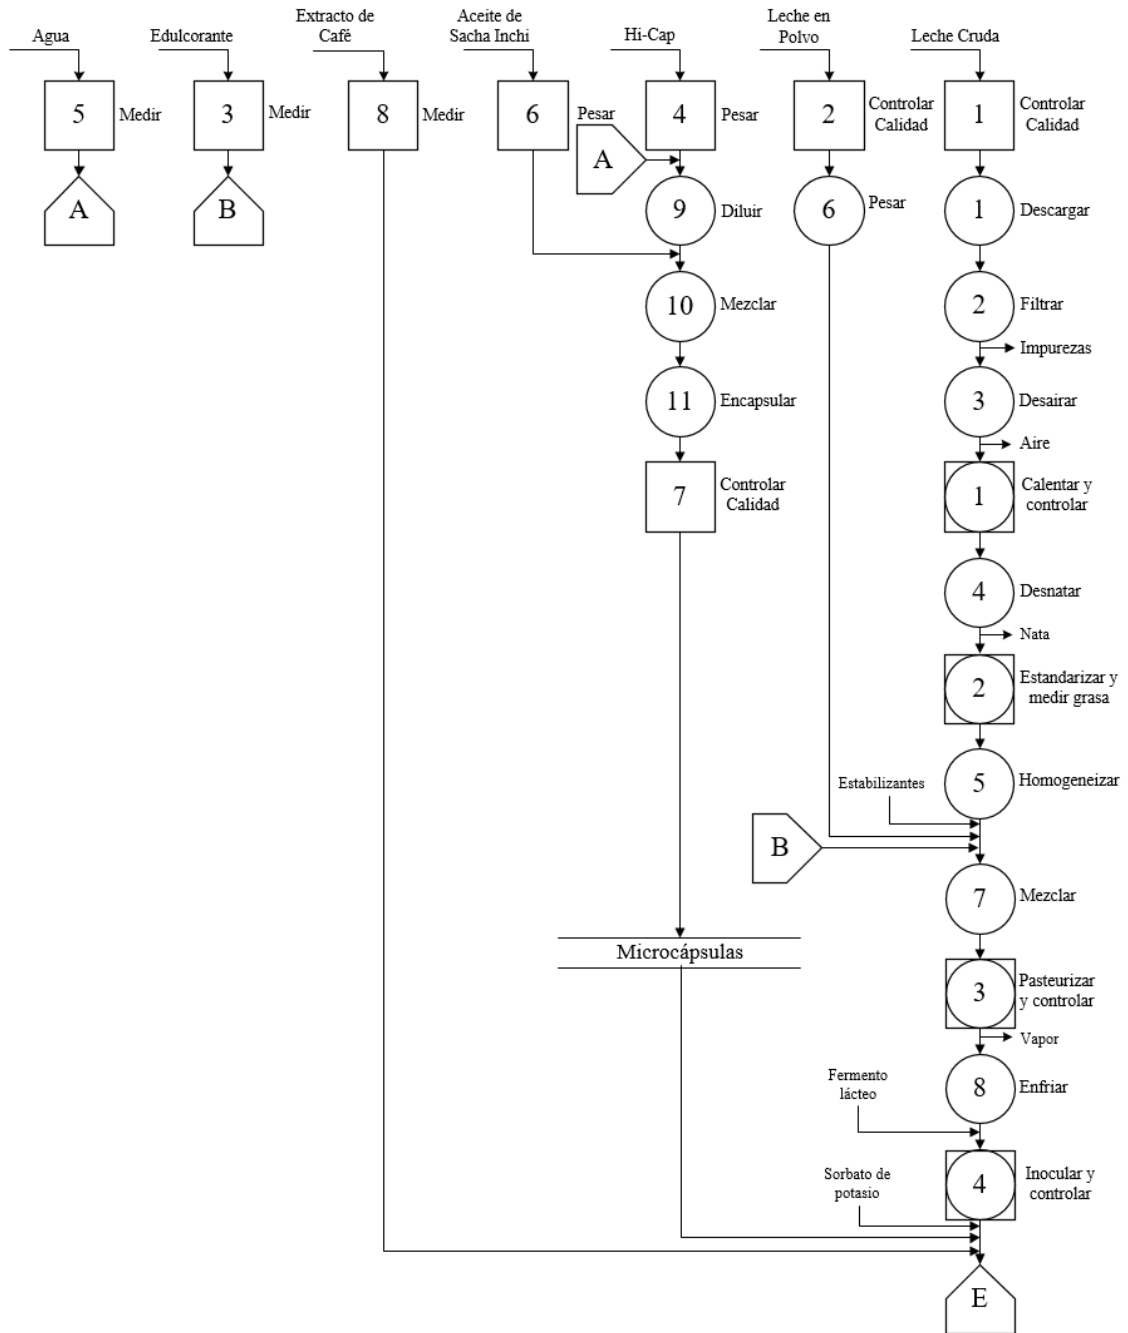 Agua
Edulcorante
Extracto de
Café
Aceite de
Sacha Inchi
Hi-Cap
Leche en
Polvo
Leche Cruda
5
Medir
3
Medir
8
Medir
6
Pesar
4
Pesar
2
Controlar
Calidad
1
Controlar
Calidad
A
B
A
9
Diluir
6
Pesar
1
Descargar
10
Mezclar
2
Filtrar
Impurezas
11
Encapsular
3
Desairar
Aire
7
Controlar
Calidad
1
Calentar y
controlar
4
Desnatar
Nata
2
Estandarizar y
medir grasa
5
Homogeneizar
Estabilizantes
B
7
Mezclar
Microcápsulas
3
Pasteurizar
y controlar
Vapor
8
Enfriar
Fermento
lácteo
4
Inocular y
controlar
Sorbato de
potasio
E